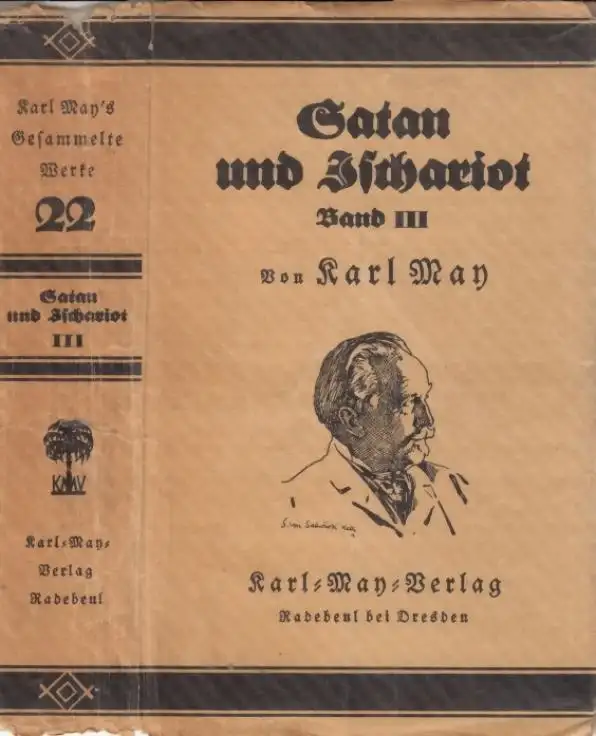 Karl May's
Gesammelte
Werke
22
Satan
und Ischariot
III
KMV
Karl-May-
Verlag
Radebeul
Satan
und Ischariot
Band III
Von Karl May
Karl-May-Verlag
Radebeul bei Dresden